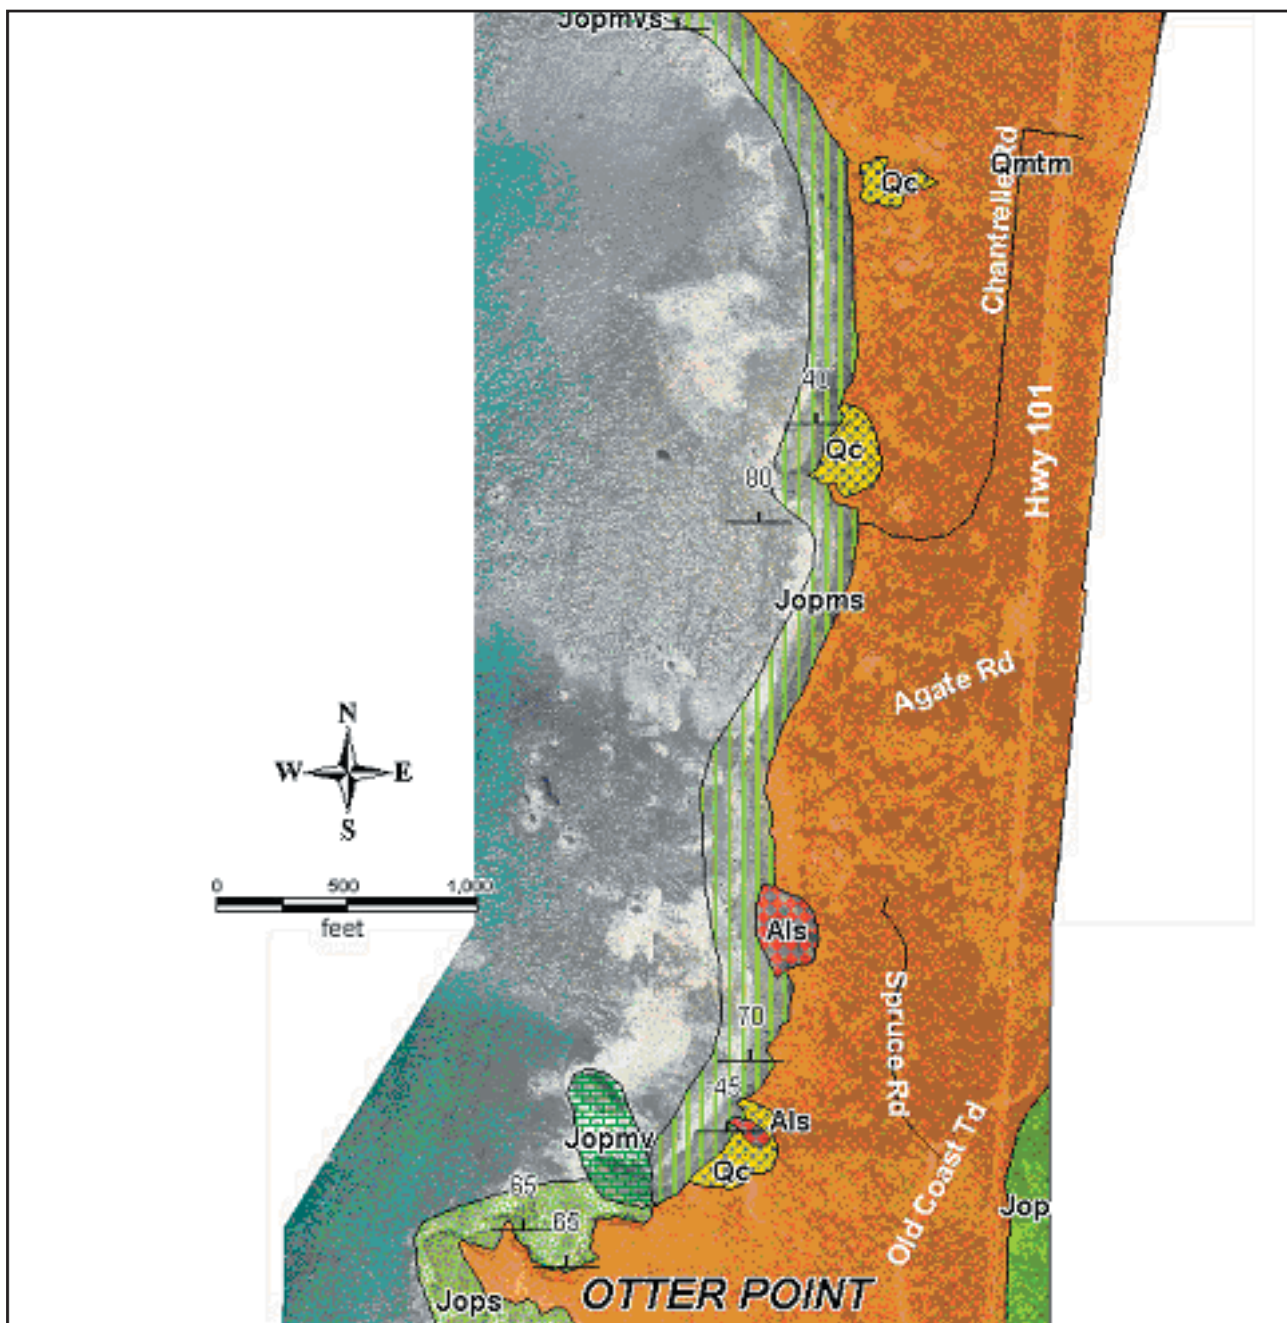 Jopmvs
Qmtm
Qc
Chantrelle Rd
40
Hwy 101
Qc
80
Jopms
Agate Rd
N
W E
S
0 500 1,000
feet
Als
Spruce Rd
70
45
Als
Jopmv
Qc
65
65
Old Coast Td
Jop
Jops
OTTER POINT